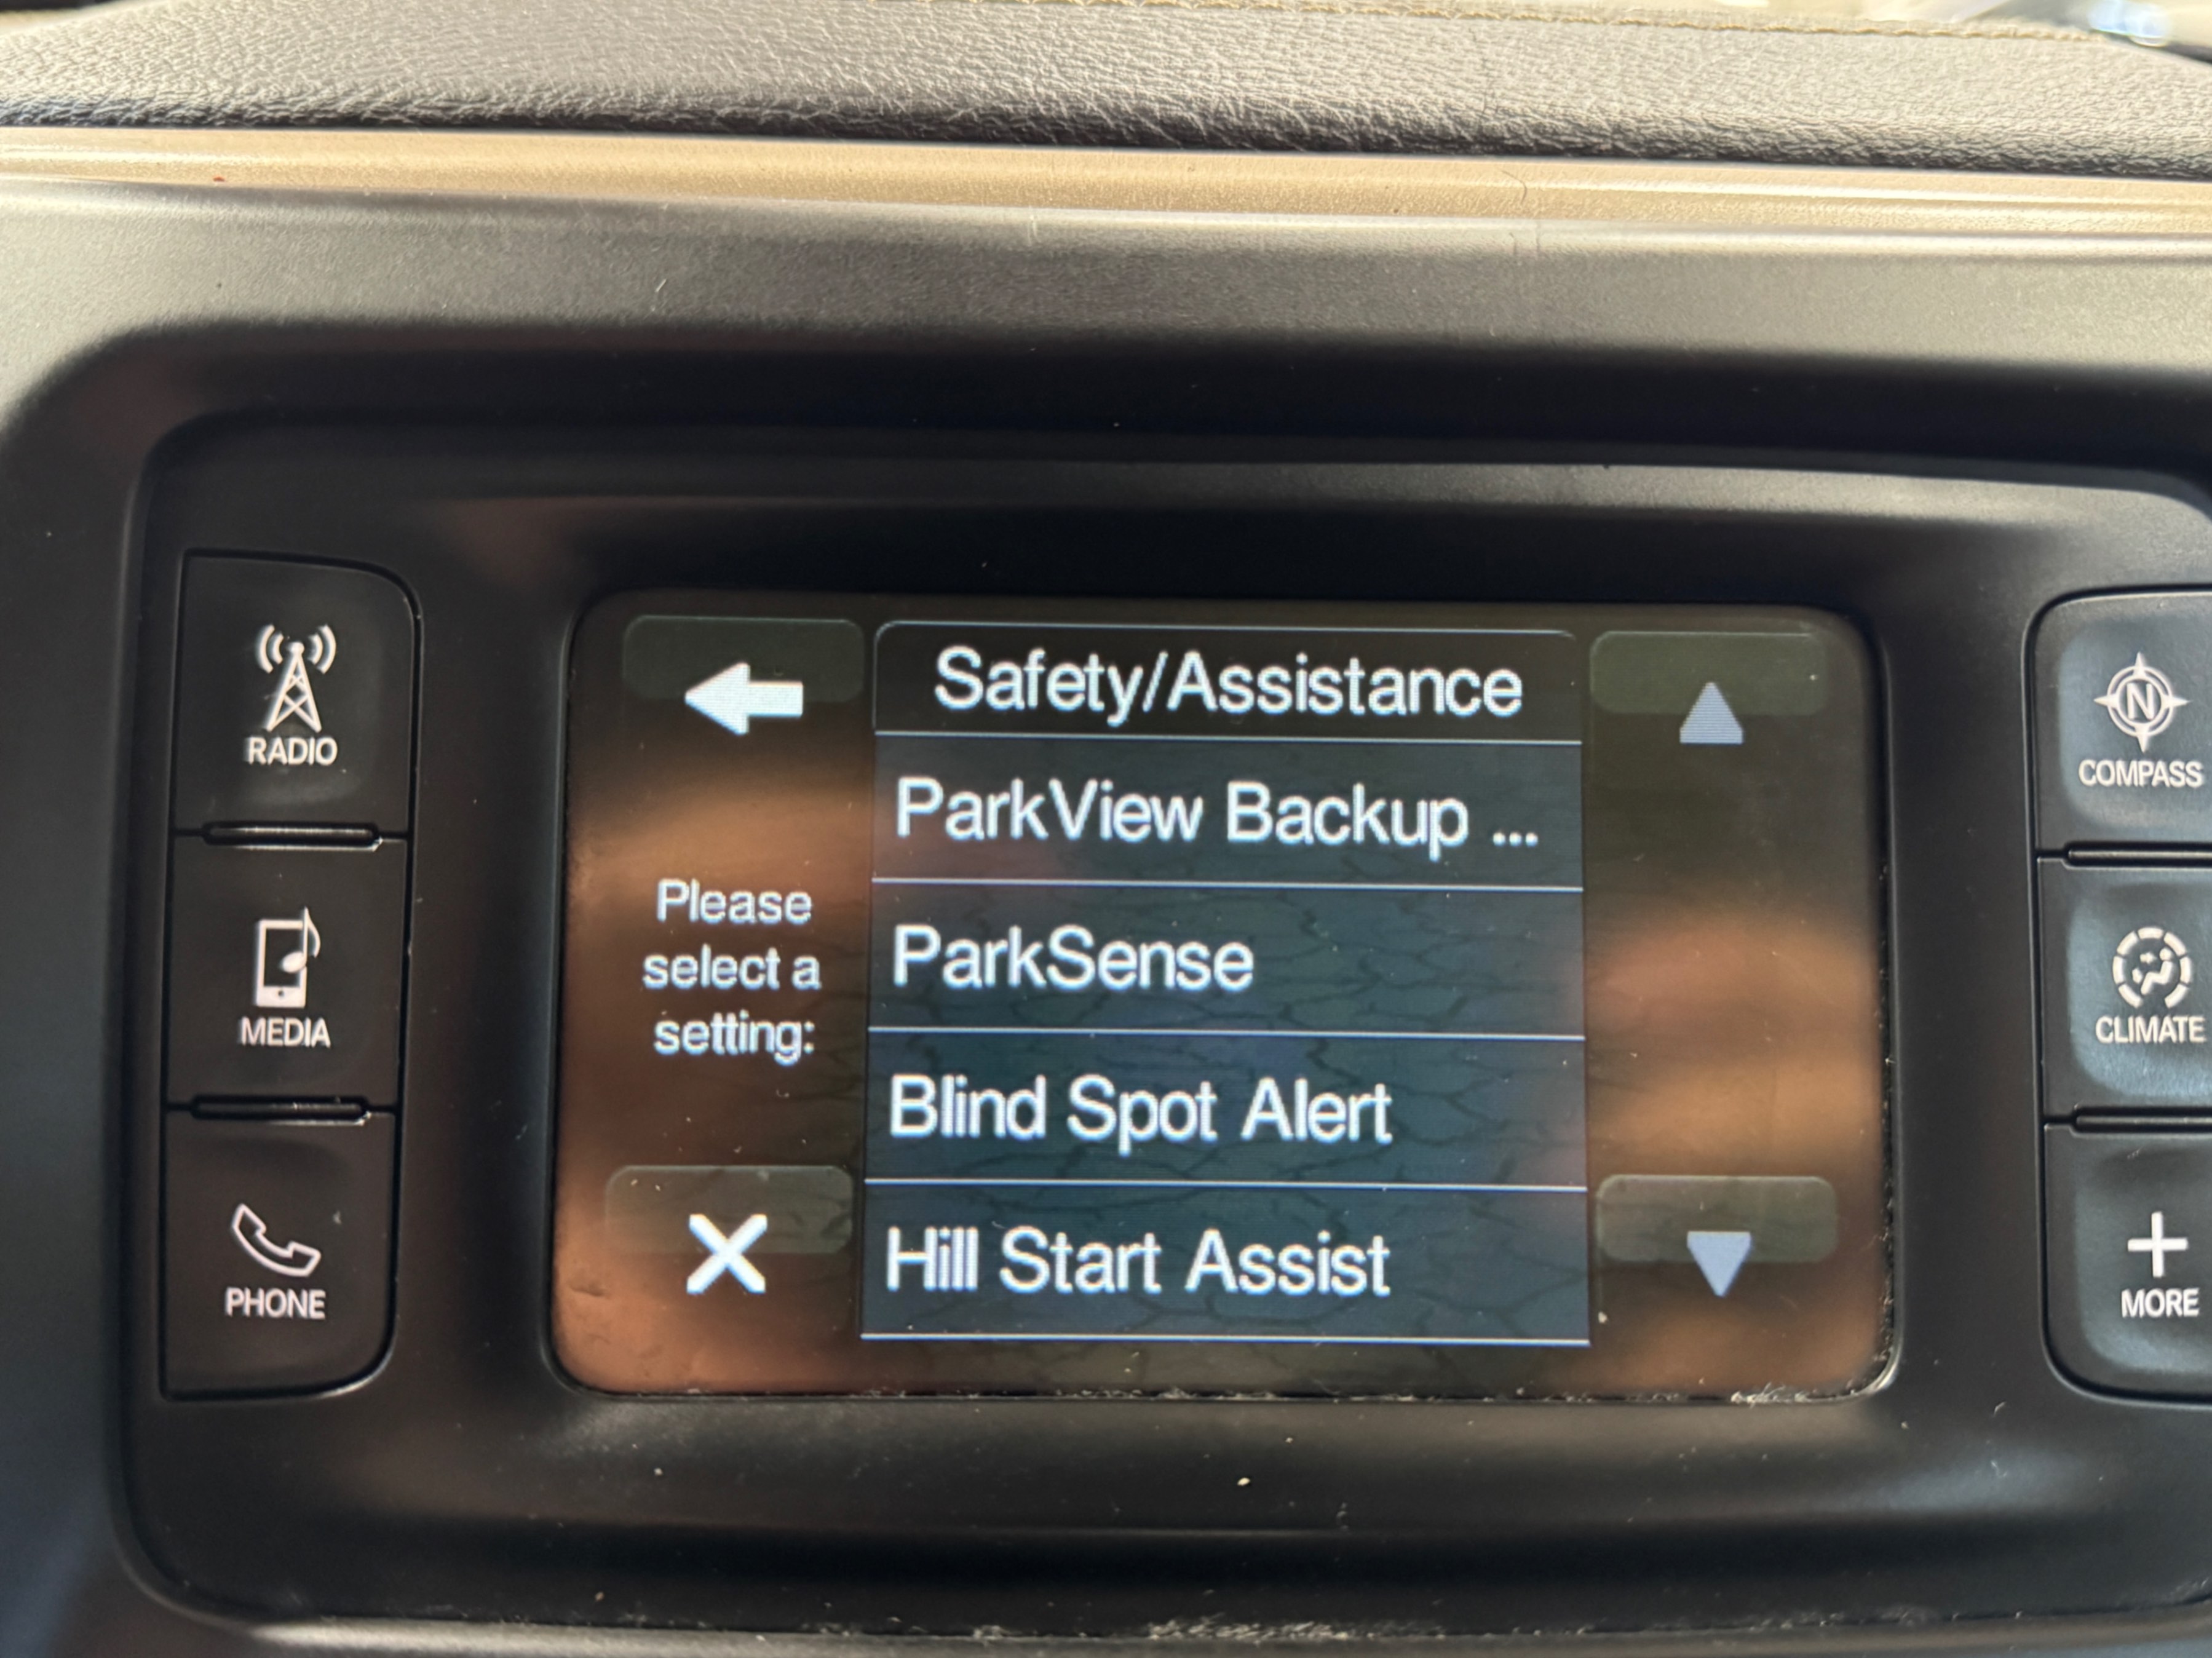 RADIO
MEDIA
PHONE
Safety/Assistance
ParkView Backup ...
ParkSense
Blind Spot Alert
Hill Start Assist
Please
select a
setting:
N
COMPASS
CLIMATE
MORE